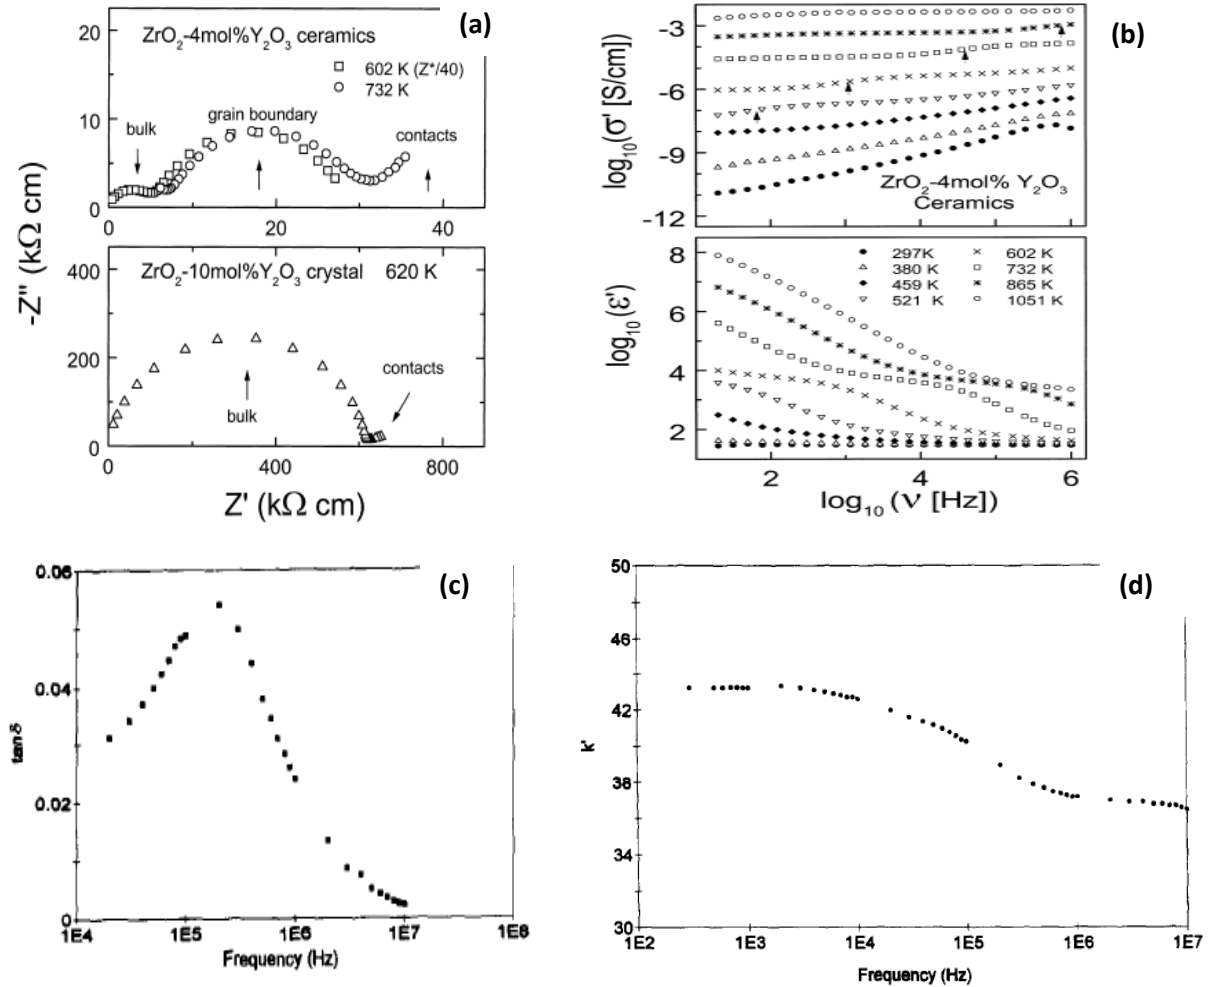 (a)
ZrO2-4mol%Y2O3 ceramics
602 K (Z*/40)
732 K
grain boundary
bulk
contacts
20
10
0
0 20 40
ZrO2-10mol%Y2O3 crystal 620 K
contacts
bulk
400
200
0
0 400 800
-Z" (kΩ cm)
Z' (kΩ cm)
(b)
-3
-6
-9
-12
log10(σ' [S/cm])
ZrO2-4mol% Y2O3
Ceramics
8
6
4
2
log10(ε')
297K 602 K
380 K 732 K
459 K 865 K
521 K 1051 K
2 4 6
log10(ν [Hz])
(c)
0.06
0.04
0.02
0
tan δ
1E4 1E5 1E6 1E7 1E8
Frequency (Hz)
(d)
50
46
42
38
34
30
k'
1E2 1E3 1E4 1E5 1E6 1E7
Frequency (Hz)